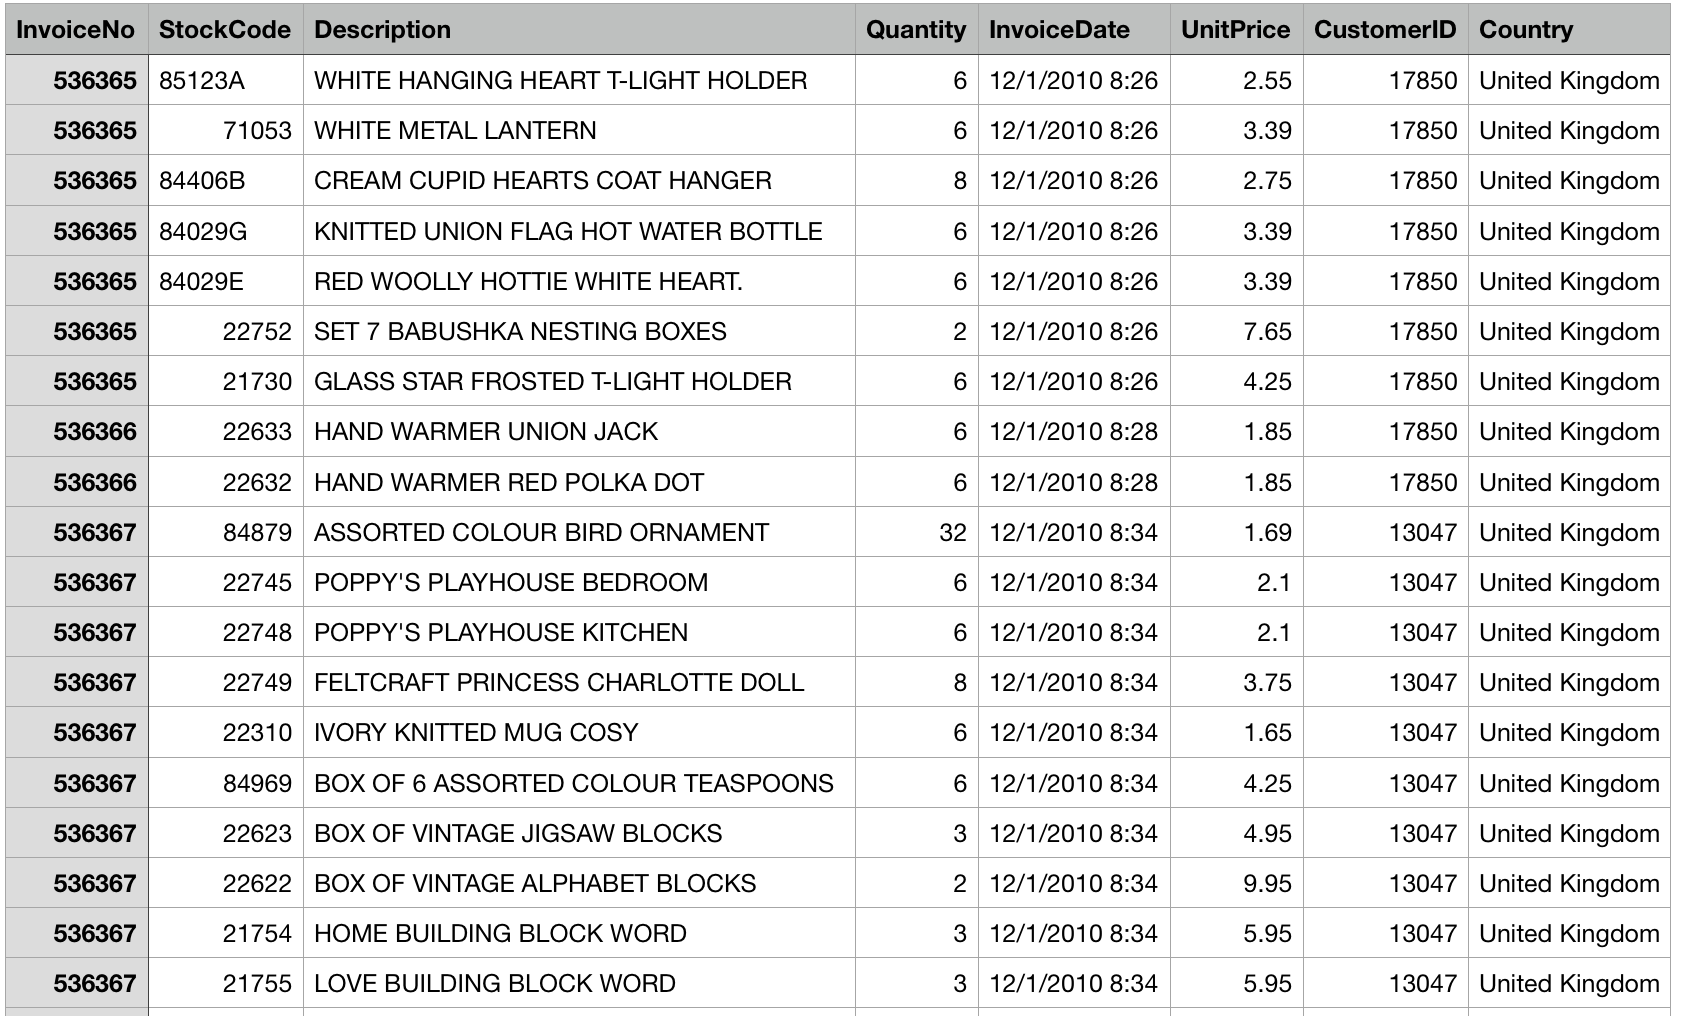 InvoiceNo StockCode Description Quantity InvoiceDate UnitPrice CustomerID Country
536365 85123A WHITE HANGING HEART T-LIGHT HOLDER 6 12/1/2010 8:26 2.55 17850 United Kingdom
536365 71053 WHITE METAL LANTERN 6 12/1/2010 8:26 3.39 17850 United Kingdom
536365 84406B CREAM CUPID HEARTS COAT HANGER 8 12/1/2010 8:26 2.75 17850 United Kingdom
536365 84029G KNITTED UNION FLAG HOT WATER BOTTLE 6 12/1/2010 8:26 3.39 17850 United Kingdom
536365 84029E RED WOOLLY HOTTIE WHITE HEART. 6 12/1/2010 8:26 3.39 17850 United Kingdom
536365 22752 SET 7 BABUSHKA NESTING BOXES 2 12/1/2010 8:26 7.65 17850 United Kingdom
536365 21730 GLASS STAR FROSTED T-LIGHT HOLDER 6 12/1/2010 8:26 4.25 17850 United Kingdom
536366 22633 HAND WARMER UNION JACK 6 12/1/2010 8:28 1.85 17850 United Kingdom
536366 22632 HAND WARMER RED POLKA DOT 6 12/1/2010 8:28 1.85 17850 United Kingdom
536367 84879 ASSORTED COLOUR BIRD ORNAMENT 32 12/1/2010 8:34 1.69 13047 United Kingdom
536367 22745 POPPY'S PLAYHOUSE BEDROOM 6 12/1/2010 8:34 2.1 13047 United Kingdom
536367 22748 POPPY'S PLAYHOUSE KITCHEN 6 12/1/2010 8:34 2.1 13047 United Kingdom
536367 22749 FELTCRAFT PRINCESS CHARLOTTE DOLL 8 12/1/2010 8:34 3.75 13047 United Kingdom
536367 22310 IVORY KNITTED MUG COSY 6 12/1/2010 8:34 1.65 13047 United Kingdom
536367 84969 BOX OF 6 ASSORTED COLOUR TEASPOONS 6 12/1/2010 8:34 4.25 13047 United Kingdom
536367 22623 BOX OF VINTAGE JIGSAW BLOCKS 3 12/1/2010 8:34 4.95 13047 United Kingdom
536367 22622 BOX OF VINTAGE ALPHABET BLOCKS 2 12/1/2010 8:34 9.95 13047 United Kingdom
536367 21754 HOME BUILDING BLOCK WORD 3 12/1/2010 8:34 5.95 13047 United Kingdom
536367 21755 LOVE BUILDING BLOCK WORD 3 12/1/2010 8:34 5.95 13047 United Kingdom